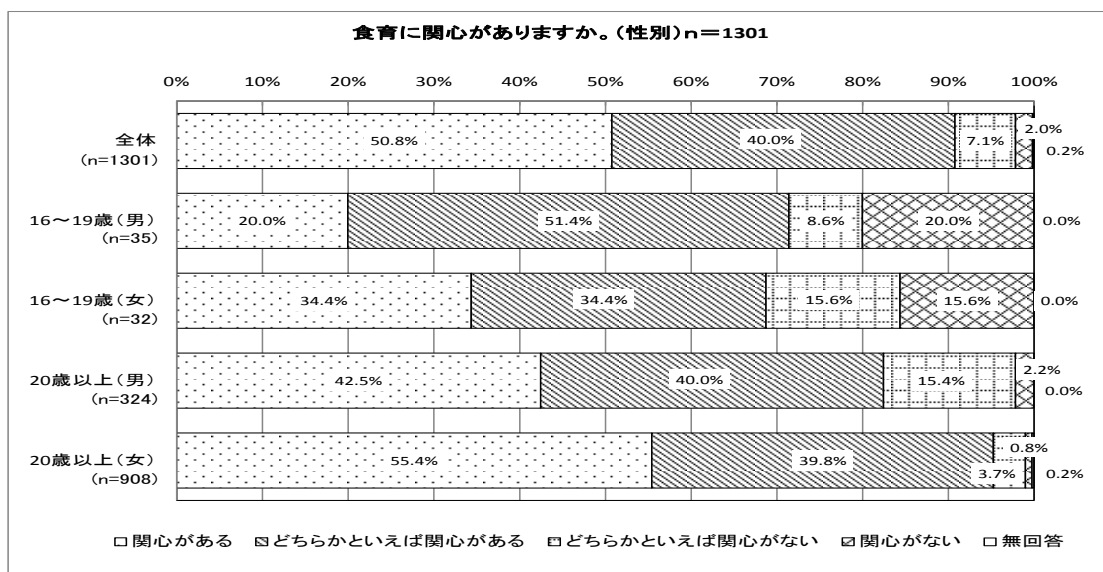 食育に関心がありますか。(性別)n=1301
0% 10% 20% 30% 40% 50% 60% 70% 80% 90% 100%
全体
(n=1301)
50.8% 40.0% 7.1% 2.0% 0.2%
16~19歳(男)
(n=35)
20.0% 51.4% 8.6% 20.0% 0.0%
16~19歳(女)
(n=32)
34.4% 34.4% 15.6% 15.6% 0.0%
20歳以上(男)
(n=324)
42.5% 40.0% 15.4% 2.2% 0.0%
20歳以上(女)
(n=908)
55.4% 39.8% 3.7% 0.8% 0.2%
関心がある どちらかといえば関心がある どちらかといえば関心がない 関心がない 無回答